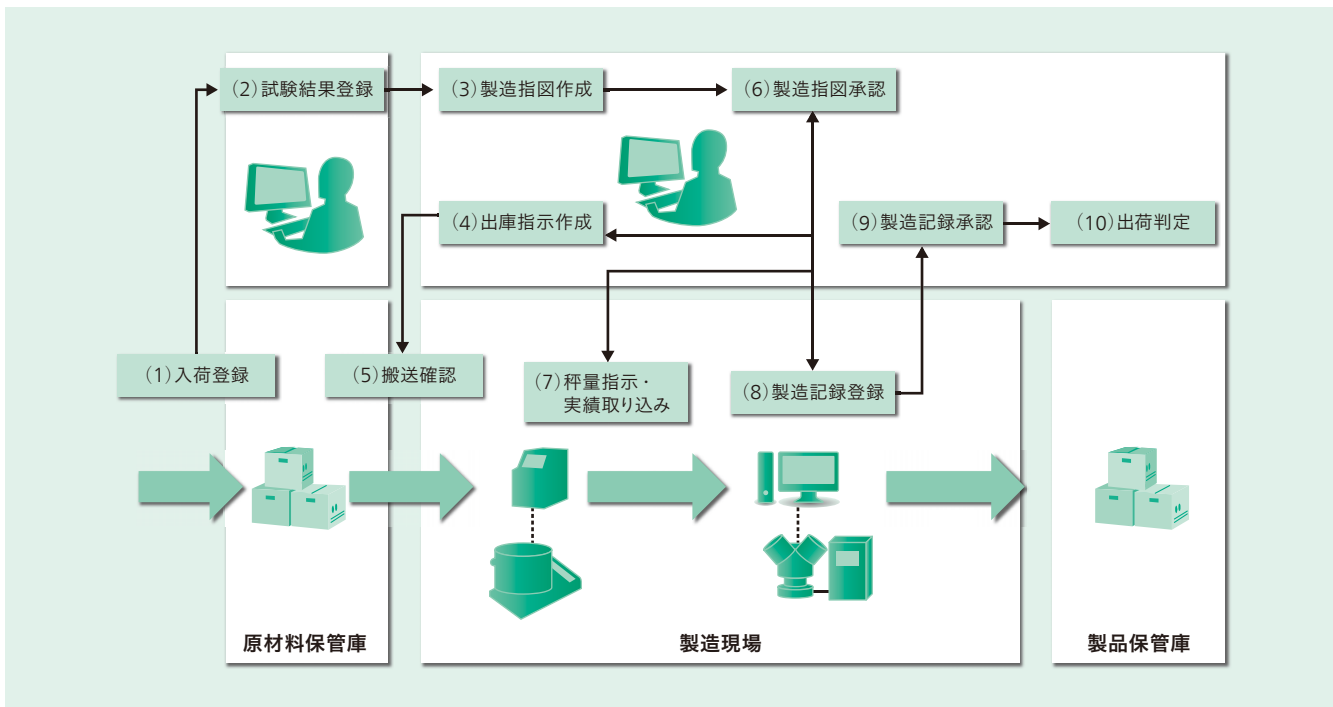 (2)試験結果登録
(3)製造指図作成
(6)製造指図承認
(4)出庫指示作成
(9)製造記録承認
(10)出荷判定
(1)入荷登録
(5)搬送確認
(7)秤量指示・
実績取り込み
(8)製造記録登録
原材料保管庫
製造現場
製品保管庫